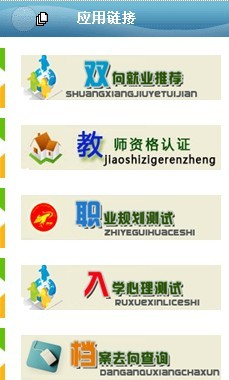 应用链接
双向就业推荐
SHUANGXIANGJIUYETUIJIAN
教师资格认证
jiaoshizigerenzheng
职业规划测试
ZHIYEGUIHUACESHI
入学心理测试
RUXUEXINLICESHI
档案去向查询
DANGANQUXIANGCHAXUN